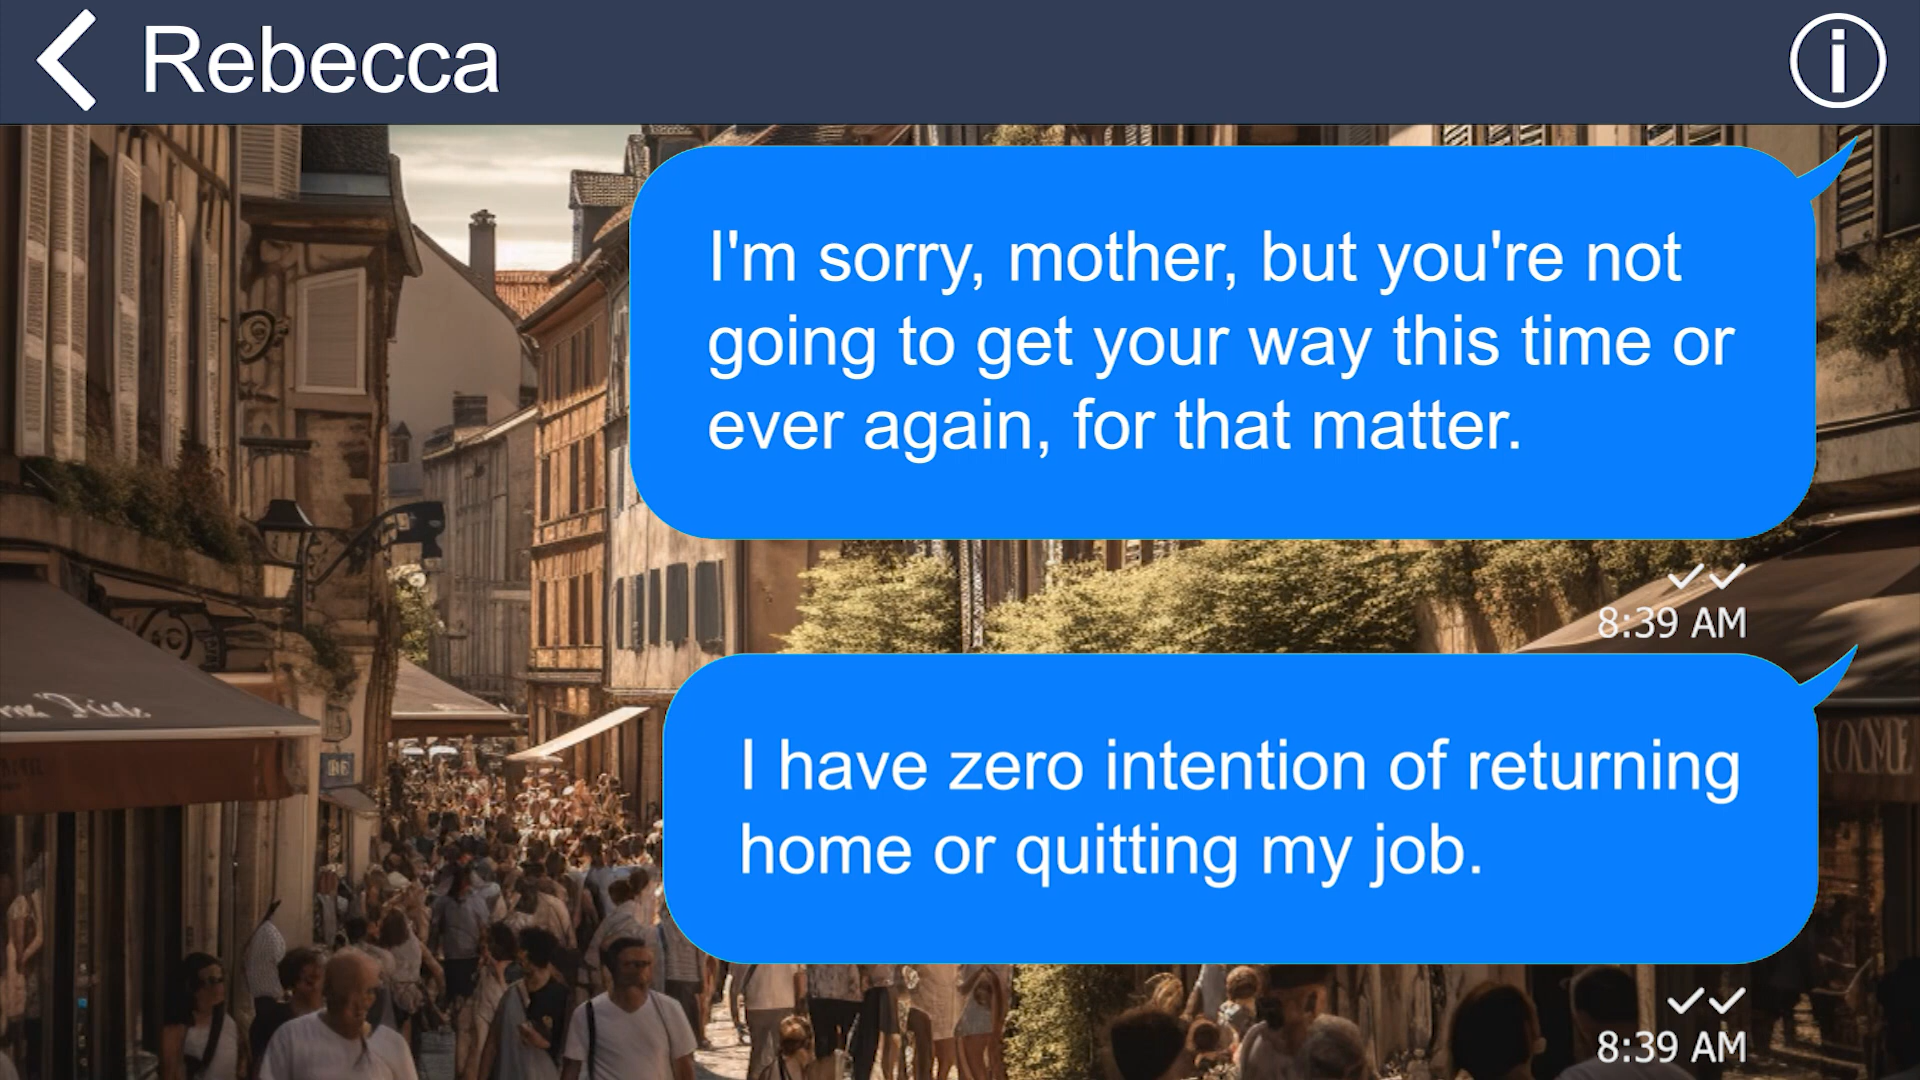 Rebecca
I'm sorry, mother, but you're not
going to get your way this time or
ever again, for that matter.
8:39 AM
I have zero intention of returning
home or quitting my job.
8:39 AM